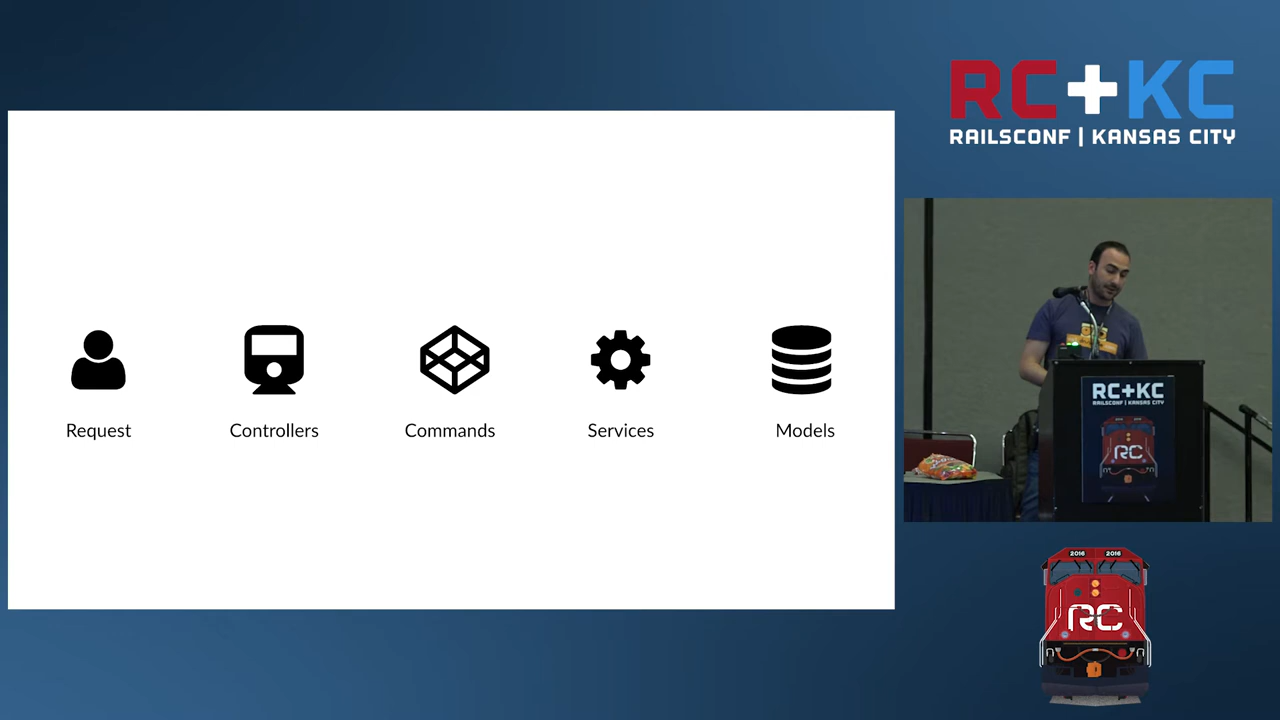 RC+KC
RAILSCONF | KANSAS CITY
Request
Controllers
Commands
Services
Models
RC+KC
RAILSCONF | KANSAS CITY
RC
2016 2016
RC